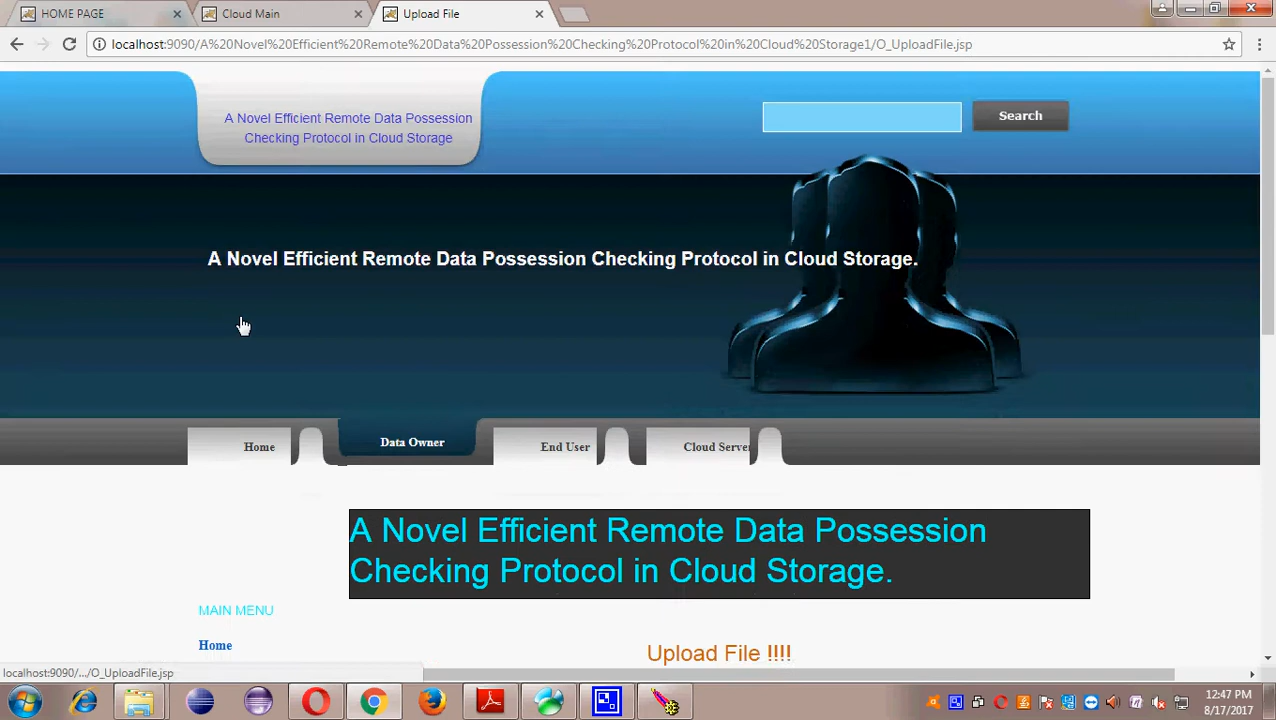 HOME PAGE
Cloud Main
Upload File
localhost:9090/A%20Novel%20Efficient%20Remote%20Data%20Possession%20Checking%20Protocol%20in%20Cloud%20Storage1/O_UploadFile.jsp
A Novel Efficient Remote Data Possession
Checking Protocol in Cloud Storage
Search
A Novel Efficient Remote Data Possession Checking Protocol in Cloud Storage.
Home
Data Owner
End User
Cloud Server
A Novel Efficient Remote Data Possession
Checking Protocol in Cloud Storage.
MAIN MENU
Home
Upload File !!!!
localhost:9090/.../O_UploadFile.jsp
12:47 PM
8/17/2017